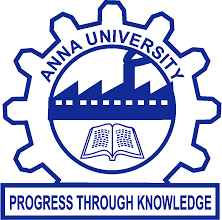 ANNA UNIVERSITY
PROGRESS THROUGH KNOWLEDGE